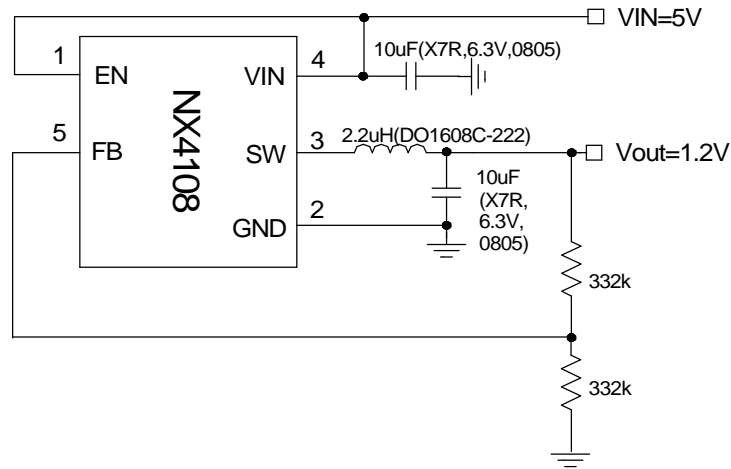 VIN=5V
10uF(X7R,6.3V,0805)
1
EN
VIN
4
NX4108
5
FB
SW
3
2.2uH(DO1608C-222)
Vout=1.2V
10uF
(X7R,
6.3V,
0805)
GND
2
332k
332k